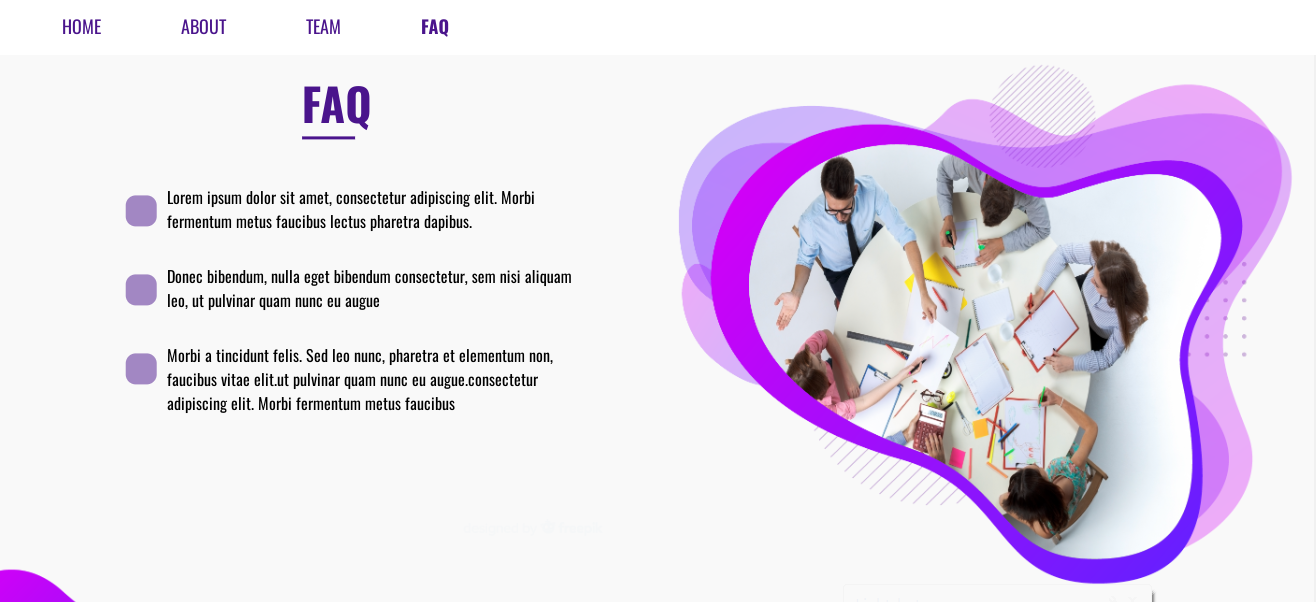 HOME ABOUT TEAM FAQ
FAQ
Lorem ipsum dolor sit amet, consectetur adipiscing elit. Morbi
fermentum metus faucibus lectus pharetra dapibus.
Donec bibendum, nulla eget bibendum consectetur, sem nisi aliquam
leo, ut pulvinar quam nunc eu augue
Morbi a tincidunt felis. Sed leo nunc, pharetra et elementum non,
faucibus vitae elit.ut pulvinar quam nunc eu augue.consectetur
adipiscing elit. Morbi fermentum metus faucibus